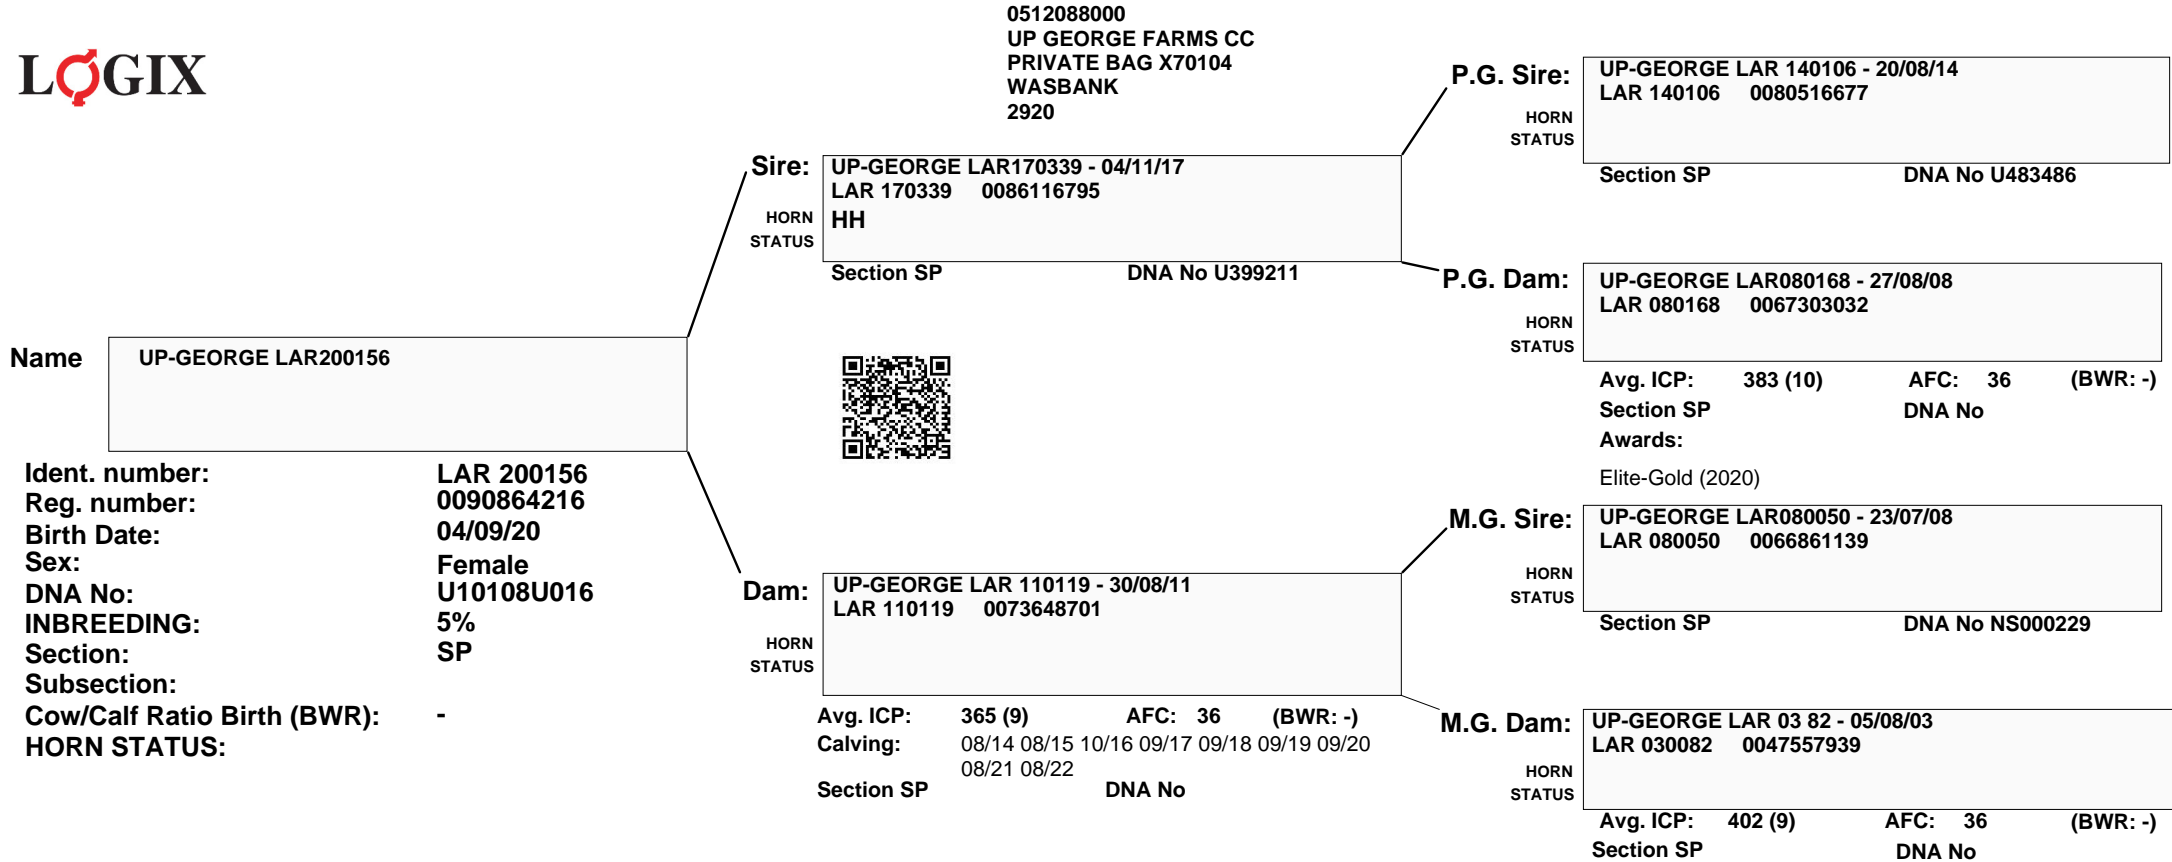 LOGIX
0512088000
UP GEORGE FARMS CC
PRIVATE BAG X70104
WASBANK
2920
Name
UP-GEORGE LAR200156
Ident. number: LAR 200156
Reg. number: 0090864216
Birth Date: 04/09/20
Sex: Female
DNA No: U10108U016
INBREEDING: 5%
Section: SP
Subsection:
Cow/Calf Ratio Birth (BWR): -
HORN STATUS:
Sire:
UP-GEORGE LAR170339 - 04/11/17
LAR 170339 0086116795
HORN
STATUS
HH
Section SP DNA No U399211
Dam:
UP-GEORGE LAR 110119 - 30/08/11
LAR 110119 0073648701
HORN
STATUS
Avg. ICP: 365 (9) AFC: 36 (BWR: -)
Calving: 08/14 08/15 10/16 09/17 09/18 09/19 09/20
08/21 08/22
Section SP DNA No
P.G. Sire:
UP-GEORGE LAR 140106 - 20/08/14
LAR 140106 0080516677
HORN
STATUS
Section SP DNA No U483486
P.G. Dam:
UP-GEORGE LAR080168 - 27/08/08
LAR 080168 0067303032
HORN
STATUS
Avg. ICP: 383 (10) AFC: 36 (BWR: -)
Section SP DNA No
Awards:
Elite-Gold (2020)
M.G. Sire:
UP-GEORGE LAR080050 - 23/07/08
LAR 080050 0066861139
HORN
STATUS
Section SP DNA No NS000229
M.G. Dam:
UP-GEORGE LAR 03 82 - 05/08/03
LAR 030082 0047557939
HORN
STATUS
Avg. ICP: 402 (9) AFC: 36 (BWR: -)
Section SP DNA No